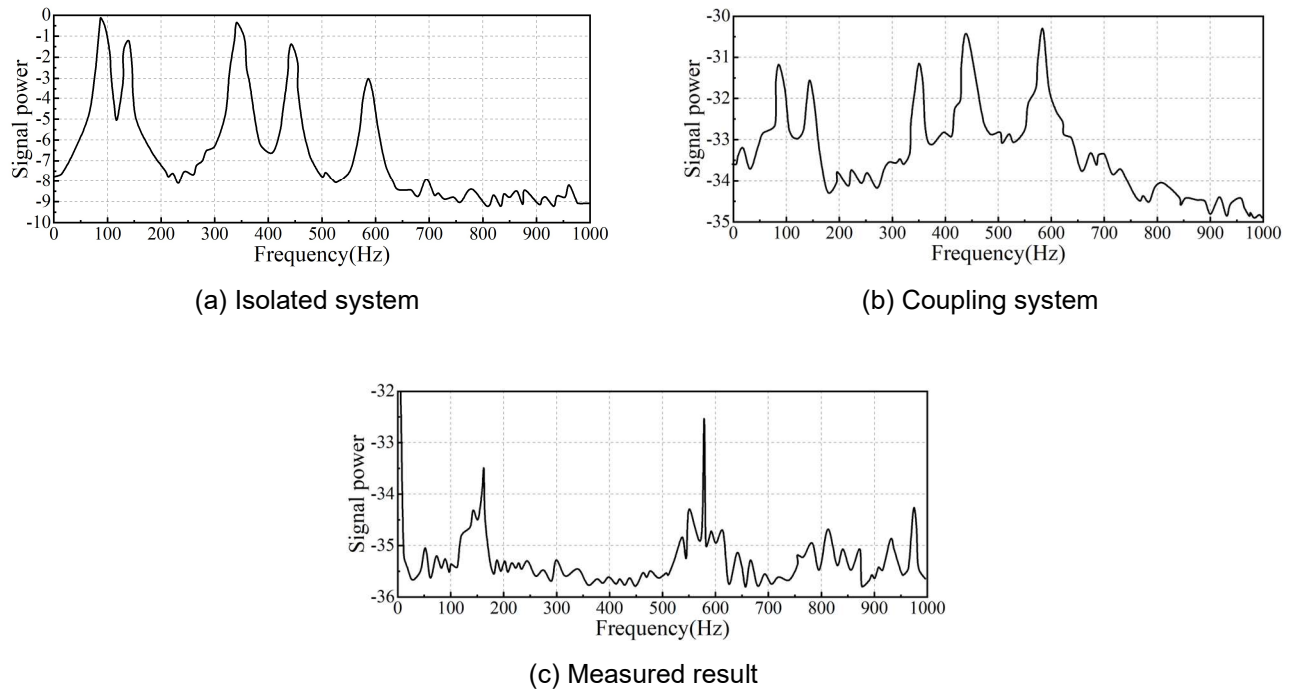 0
-1
-2
-3
-4
-5
-6
-7
-8
-9
-10
Signal power
0 100 200 300 400 500 600 700 800 900 1000
Frequency(Hz)
(a) Isolated system
-30
-31
-32
-33
-34
-35
Signal power
0 100 200 300 400 500 600 700 800 900 1000
Frequency(Hz)
(b) Coupling system
-32
-33
-34
-35
-36
Signal power
0 100 200 300 400 500 600 700 800 900 1000
Frequency(Hz)
(c) Measured result